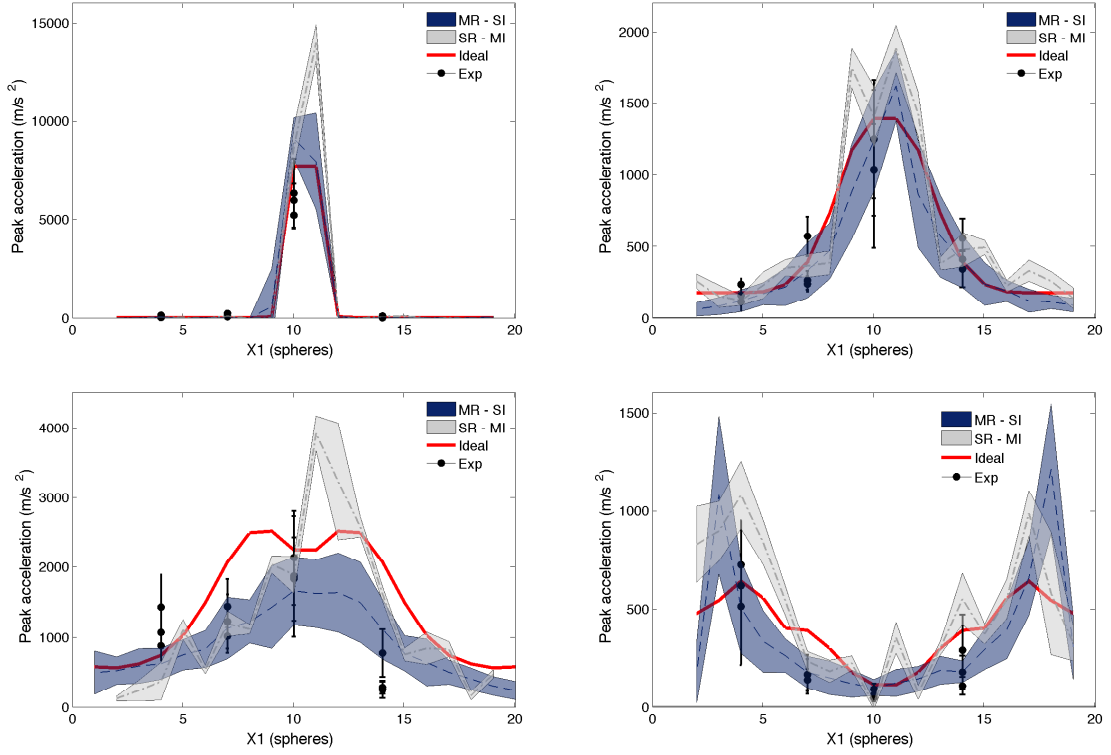 15000
10000
5000
0
0
5
10
15
20
X1 (spheres)
Peak acceleration (m/s ²)
MR - SI
SR - MI
Ideal
Exp
2000
1500
1000
500
0
0
5
10
15
20
X1 (spheres)
Peak acceleration (m/s ²)
MR - SI
SR - MI
Ideal
Exp
4000
3000
2000
1000
0
0
5
10
15
20
X1 (spheres)
Peak acceleration (m/s ²)
MR - SI
SR - MI
Ideal
Exp
1500
1000
500
0
0
5
10
15
20
X1 (spheres)
Peak acceleration (m/s ²)
MR - SI
SR - MI
Ideal
Exp